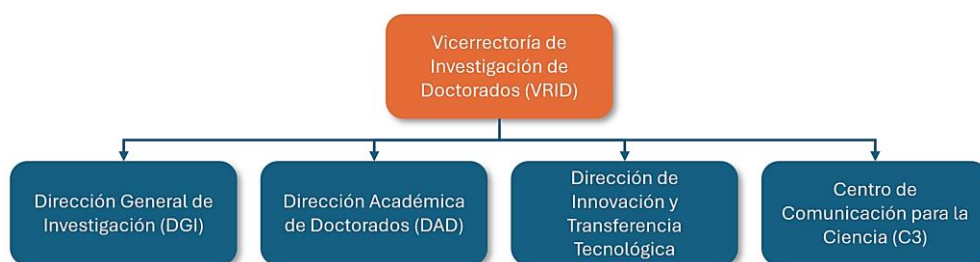 Vicerrectoría de
Investigación de
Doctorados (VRID)
Dirección General de
Investigación (DGI)
Dirección Académica
de Doctorados (DAD)
Dirección de
Innovación y
Transferencia
Tecnológica
Centro de
Comunicación para la
Ciencia (C3)